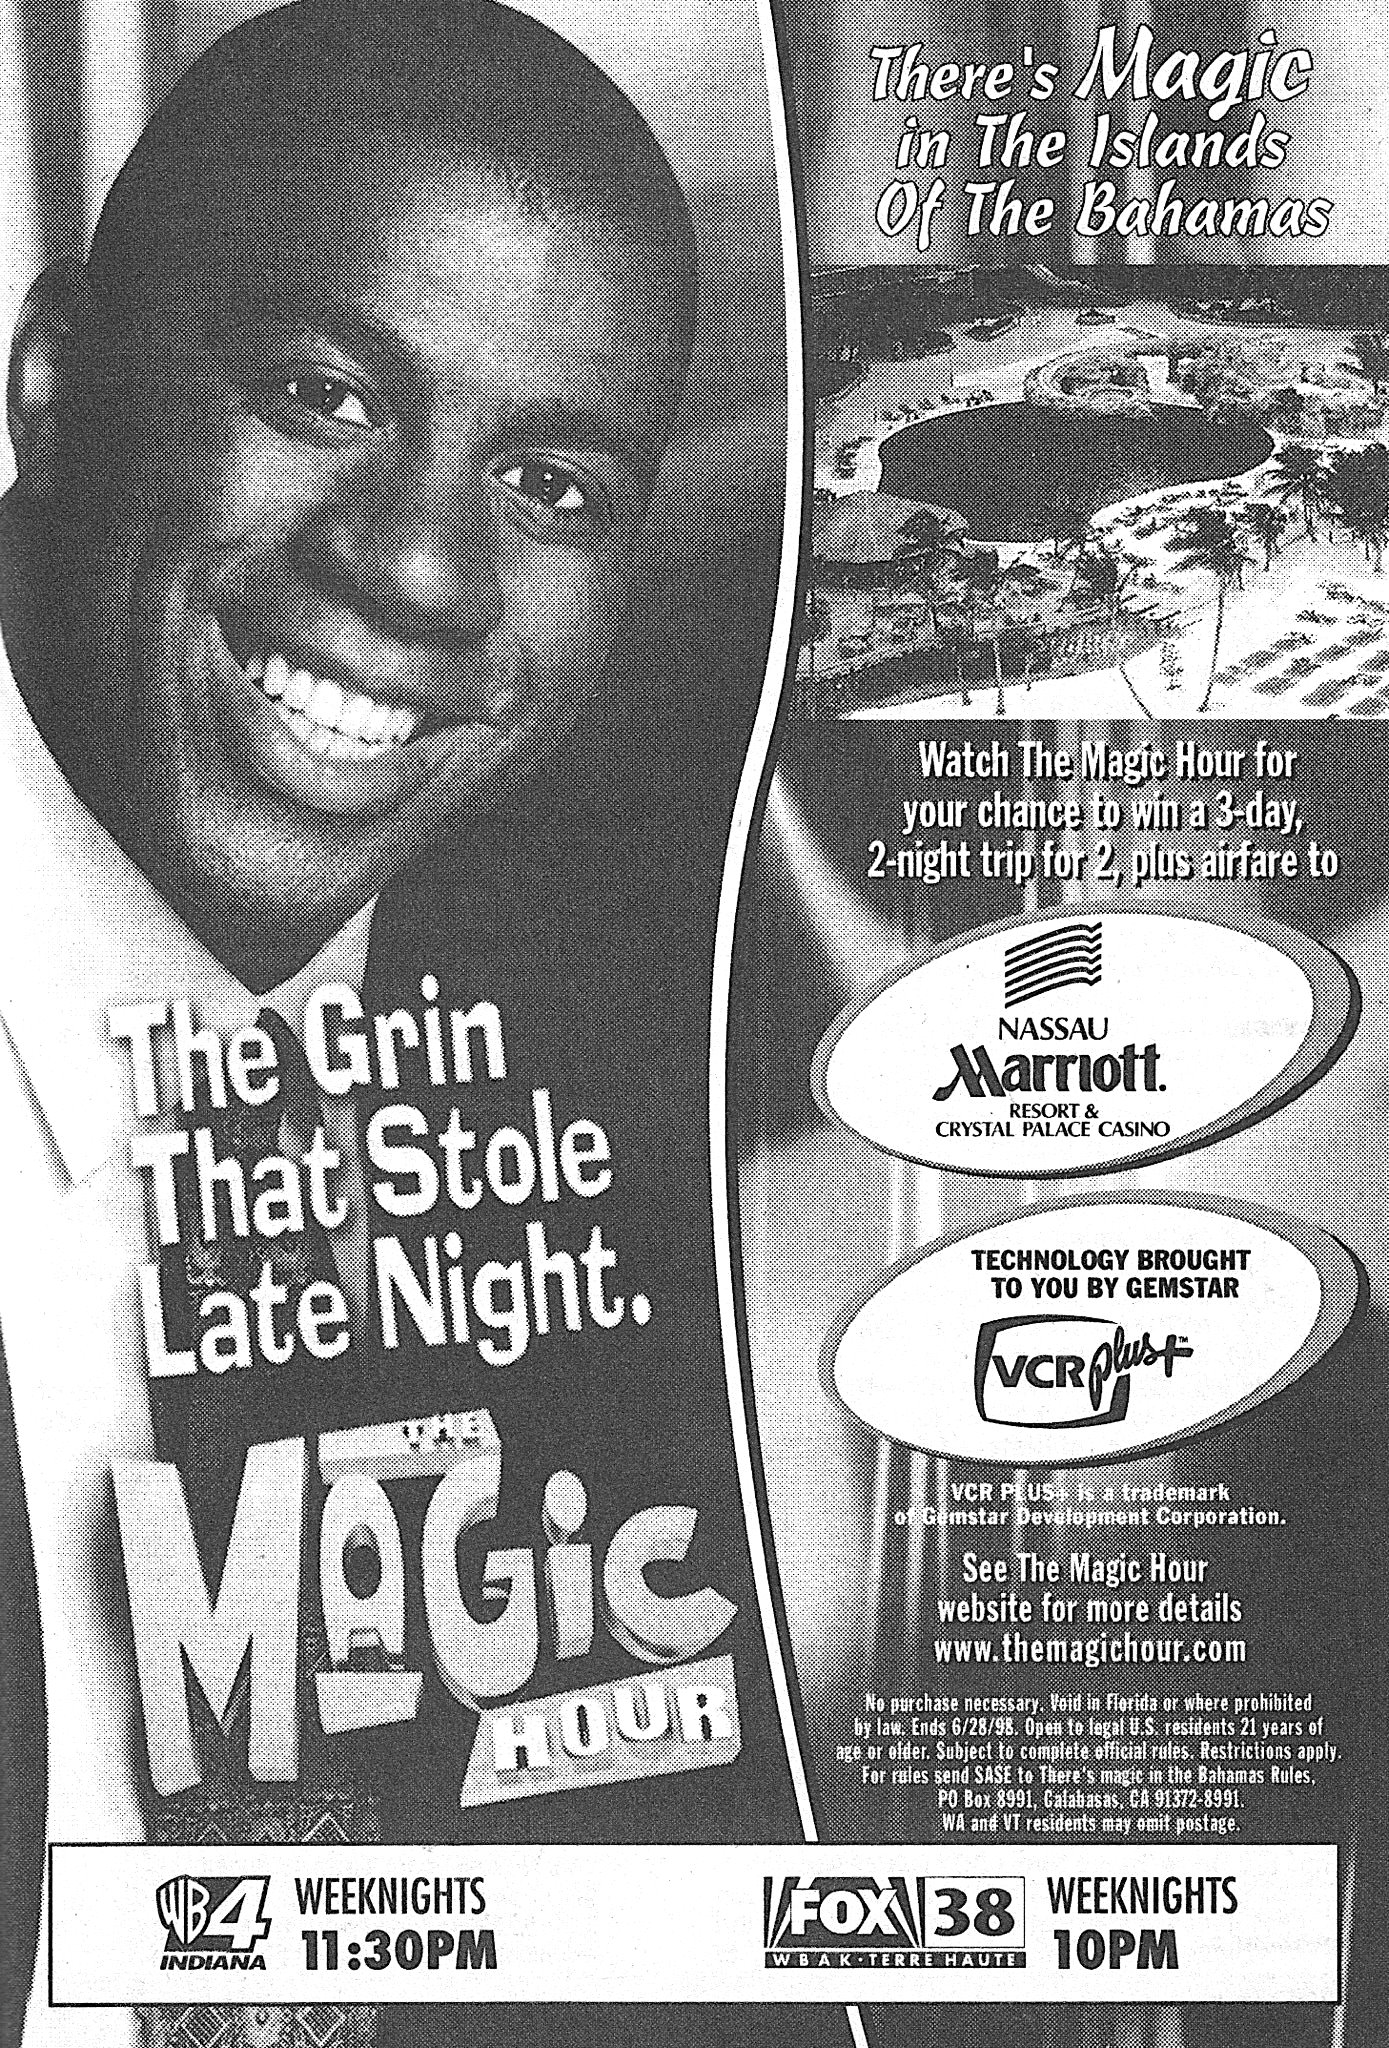 There's Magic
in The Islands
Of The Bahamas
Watch The Magic Hour for
your chance to win a 3-day,
2-night trip for 2, plus airfare to
NASSAU
Marriott.
RESORT &
CRYSTAL PALACE CASINO
TECHNOLOGY BROUGHT
TO YOU BY GEMSTAR
VCR plus+™
VCR PLUS+ is a trademark
of Gemstar Development Corporation.
See The Magic Hour
website for more details
www.themagichour.com
No purchase necessary. Void in Florida or where prohibited
by law. Ends 6/28/98. Open to legal U.S. residents 21 years of
age or older. Subject to complete official rules. Restrictions apply.
For rules send SASE to There's magic in the Bahamas Rules,
PO Box 8991, Calabasas, CA 91372-8991.
WA and VT residents may omit postage.
The Grin
That Stole
Late Night.
THE
MAGIC
HOUR
WB4
INDIANA
WEEKNIGHTS
11:30PM
FOX 38
WBAK·TERRE HAUTE
WEEKNIGHTS
10PM